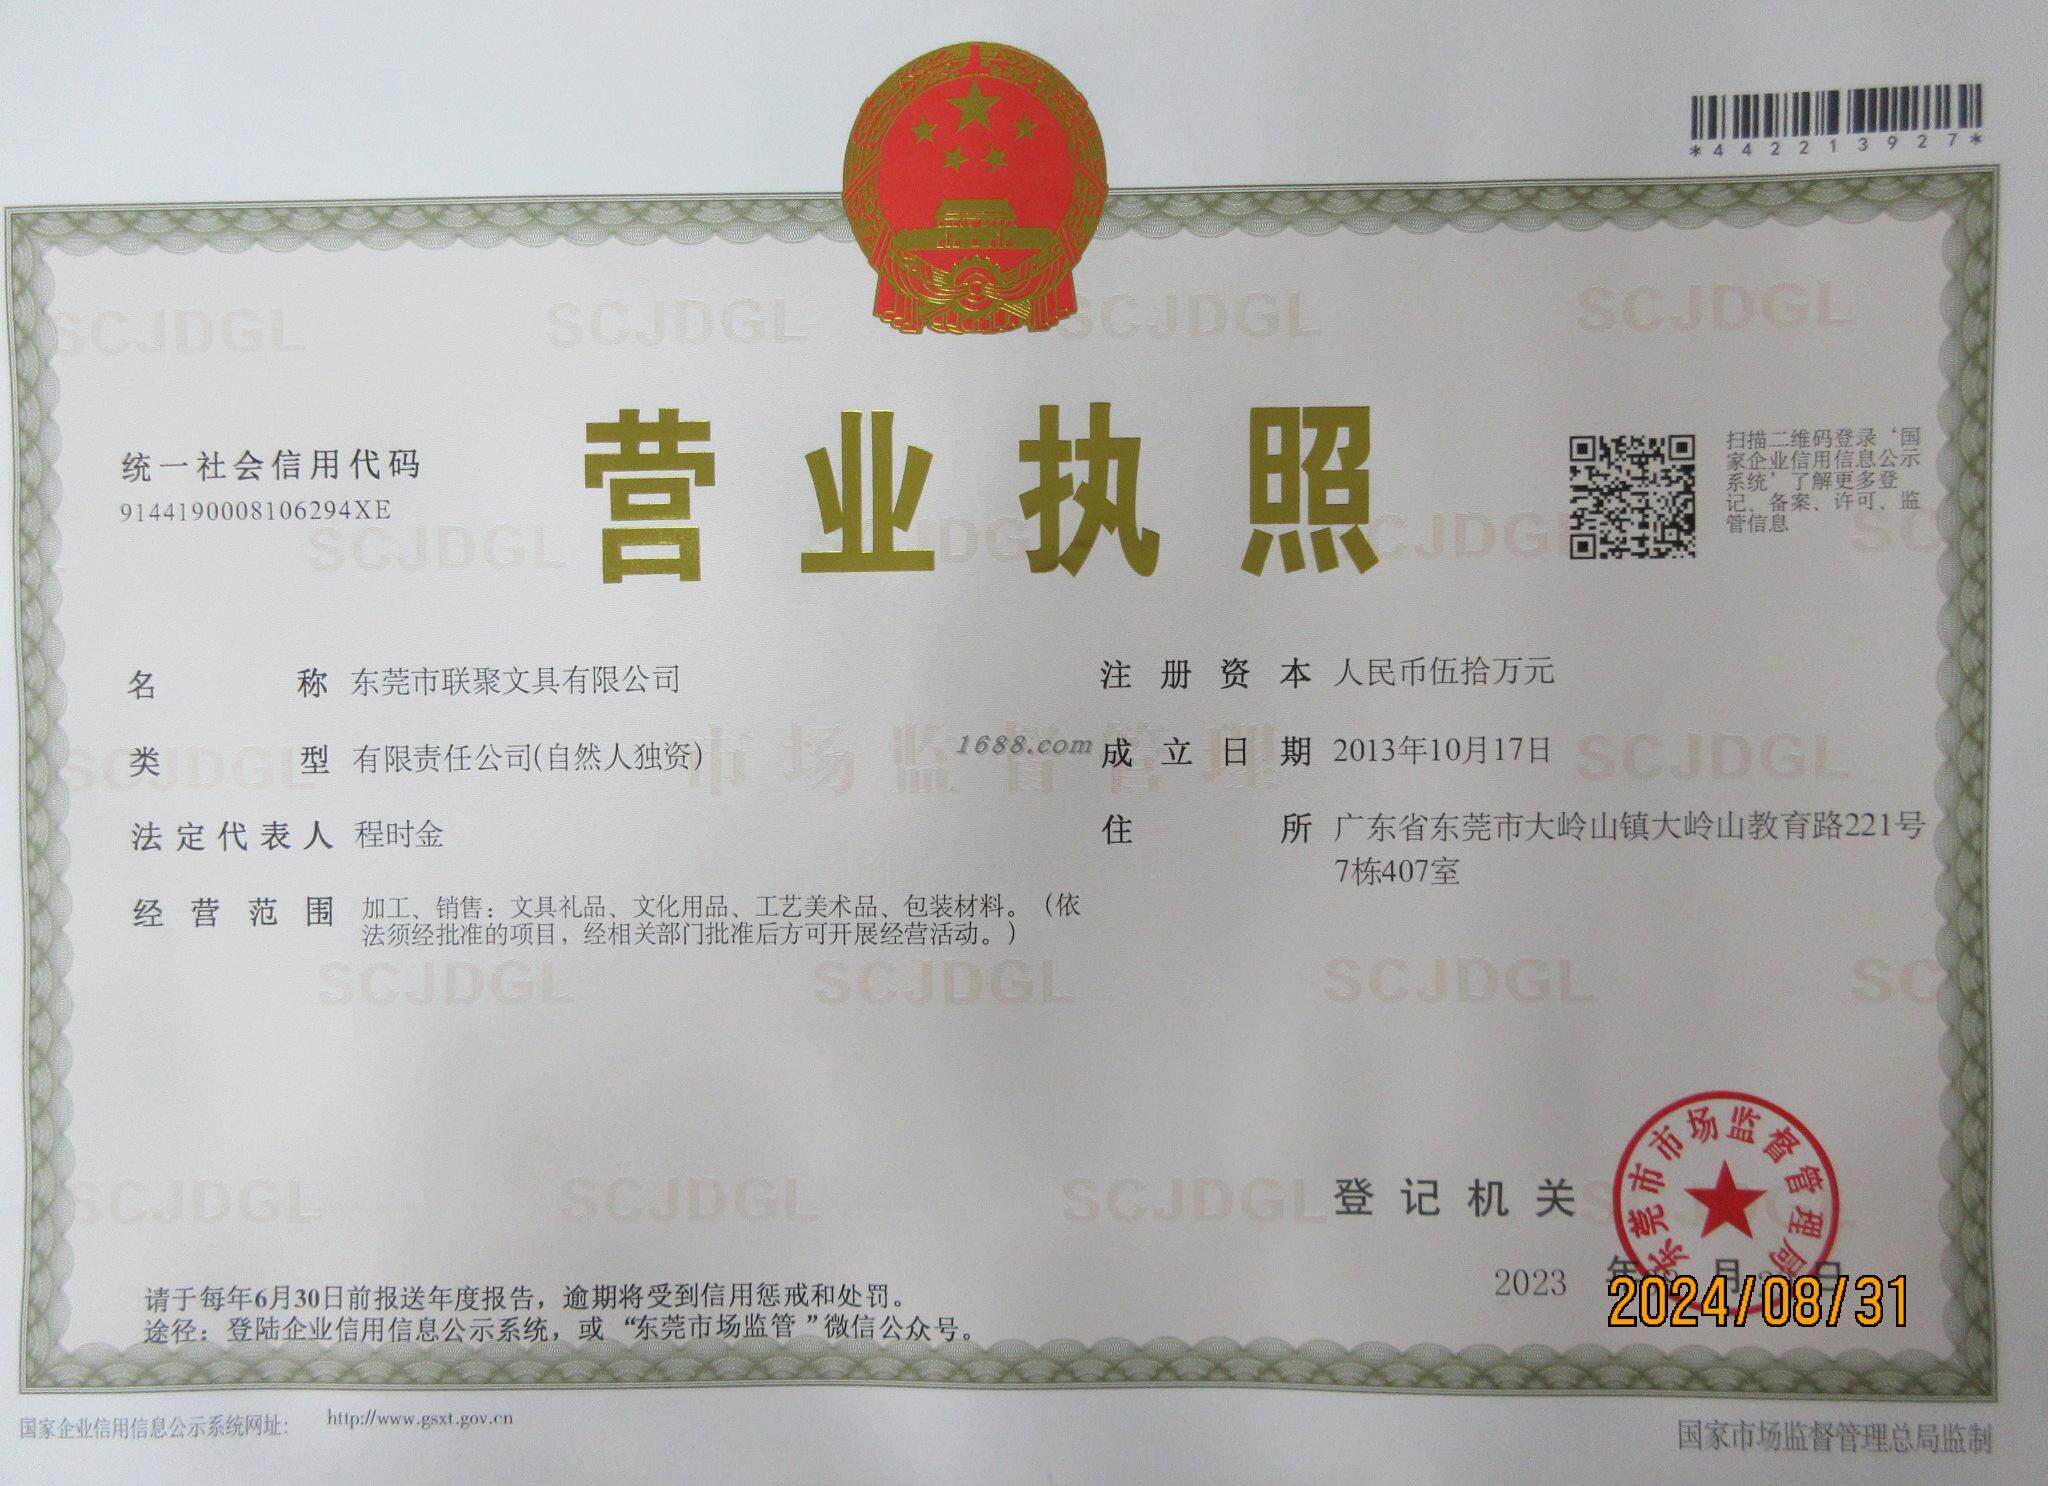 *442213927*
营业执照
统一社会信用代码
9144190008106294XE
扫描二维码登录‘国
家企业信用信息公示
系统’了解更多登
记、备案、许可、监
管信息
名称 东莞市联聚文具有限公司
类型 有限责任公司(自然人独资)
法定代表人 程时金
经营范围 加工、销售：文具礼品、文化用品、工艺美术品、包装材料。（依
法须经批准的项目，经相关部门批准后方可开展经营活动。）
注册资本 人民币伍拾万元
成立日期 2013年10月17日
住所 广东省东莞市大岭山镇大岭山教育路221号
7栋407室
1688.com
市场监督管理
SCJDGL
登记机关
东莞市市场监督管理局
2023 年 月 日
2024/08/31
请于每年6月30日前报送年度报告，逾期将受到信用惩戒和处罚。
途径：登陆企业信用信息公示系统，或“东莞市场监管”微信公众号。
国家企业信用信息公示系统网址： http://www.gsxt.gov.cn
国家市场监督管理总局监制